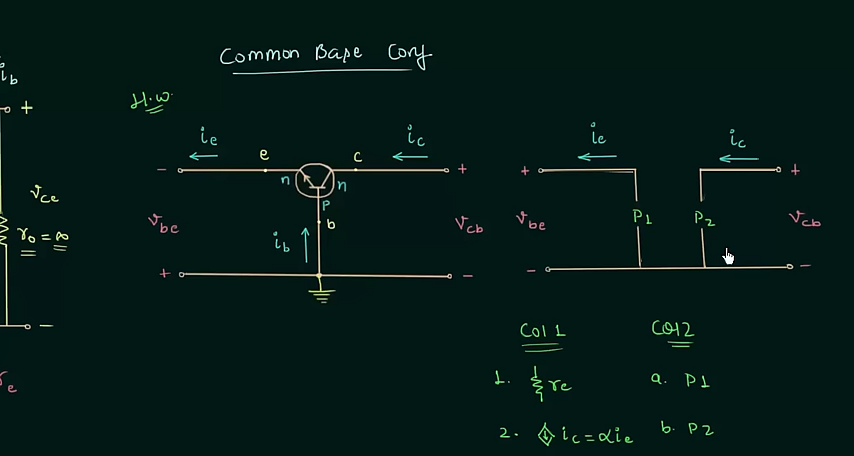 Common Base Conf
H.W.
ib
+
vce
ro = ∞
−
re
ie
ic
− e c +
n n
P
b
vbe
ib
vcb
+ −
ie
ic
+ +
vbe P1 P2 vcb
− −
Col 1 Col 2
1. re a. P1
2. ic = αie b. P2